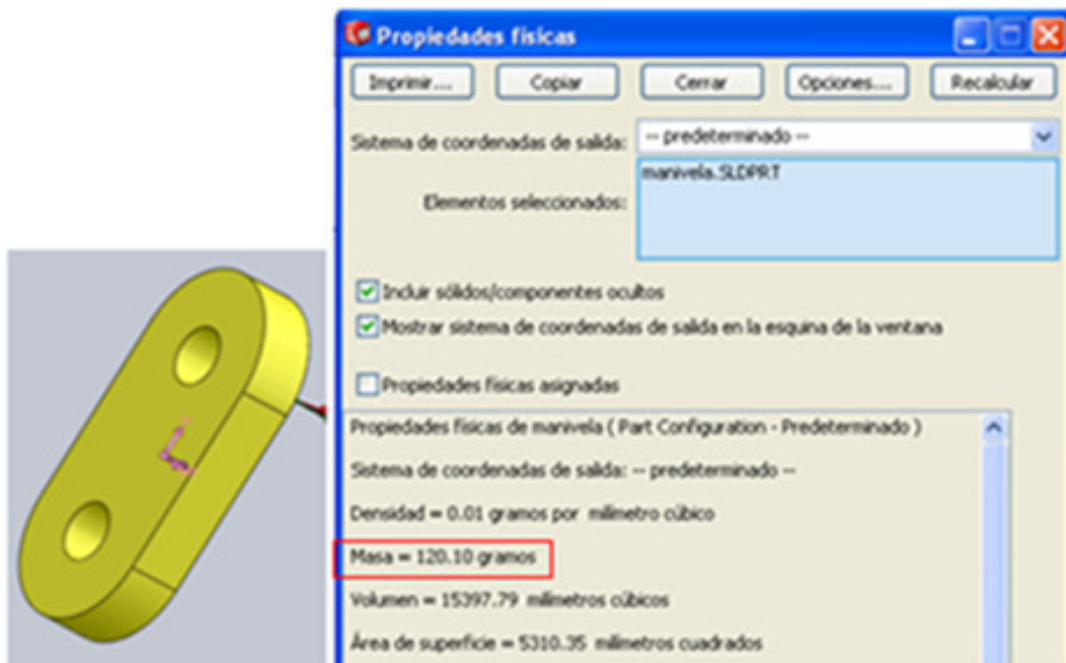 Propiedades físicas
Imprimir... Copiar Cerrar Opciones... Recalcular
Sistema de coordenadas de salida: -- predeterminado --
manivela.SLDPRT
Elementos seleccionados:
Incluir sólidos/componentes ocultos
Mostrar sistema de coordenadas de salida en la esquina de la ventana
Propiedades físicas asignadas
Propiedades físicas de manivela ( Part Configuration - Predeterminado )
Sistema de coordenadas de salida: -- predeterminado --
Densidad = 0.01 gramos por milímetro cúbico
Masa = 120.10 gramos
Volumen = 15397.79 milímetros cúbicos
Área de superficie = 5310.35 milímetros cuadrados